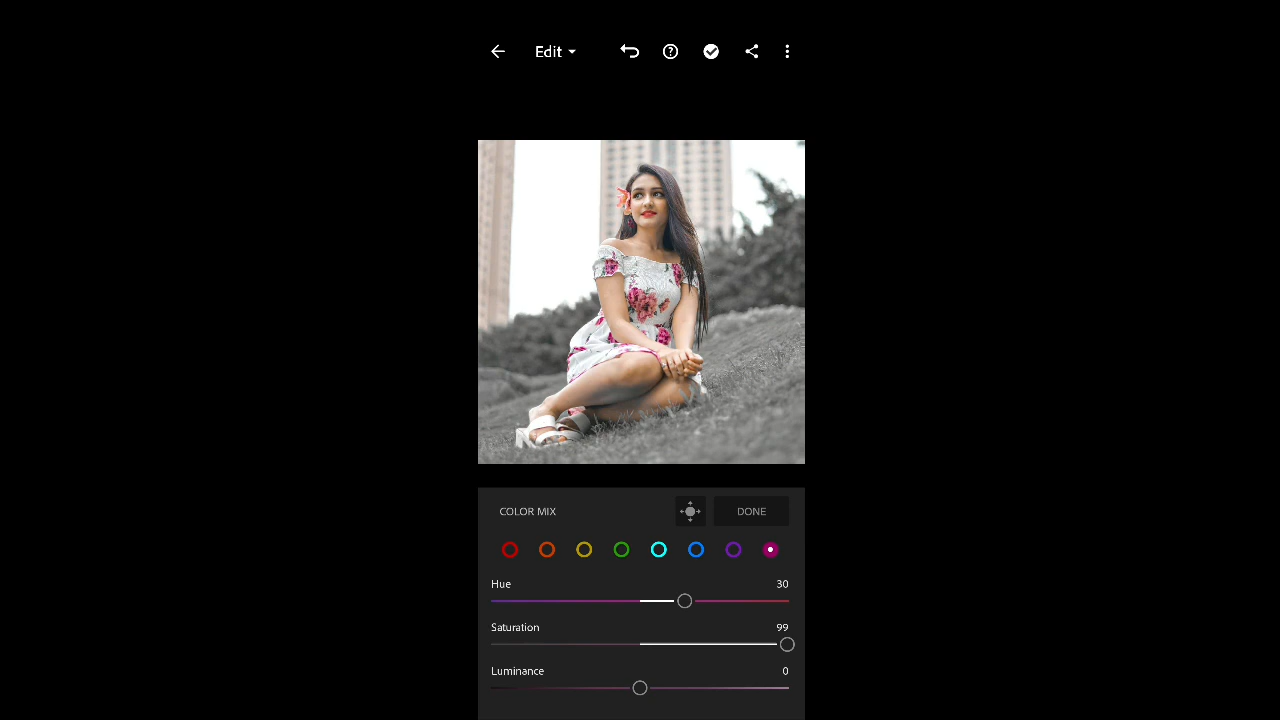 Edit
COLOR MIX
DONE
Hue 30
Saturation 99
Luminance 0